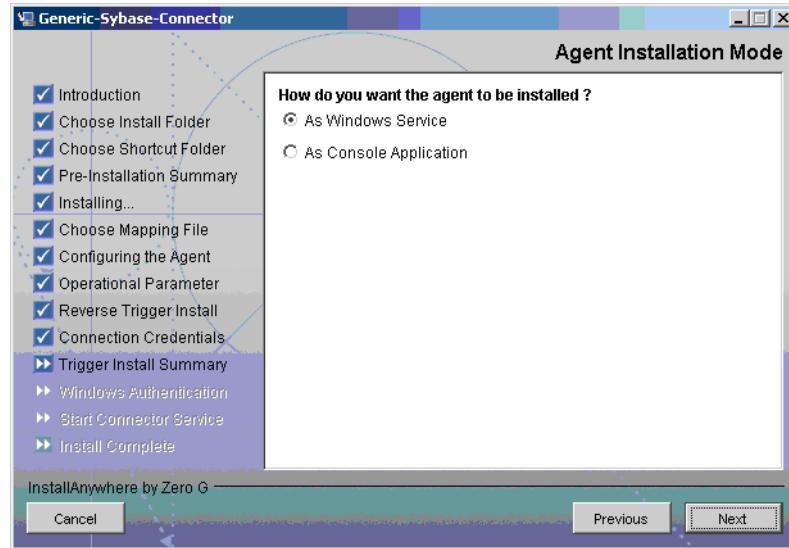 Generic-Sybase-Connector
Agent Installation Mode
Introduction
Choose Install Folder
Choose Shortcut Folder
Pre-Installation Summary
Installing...
Choose Mapping File
Configuring the Agent
Operational Parameter
Reverse Trigger Install
Connection Credentials
Trigger Install Summary
Windows Authentication
Start Connector Service
Install Complete
How do you want the agent to be installed ?
As Windows Service
As Console Application
InstallAnywhere by Zero G
Cancel
Previous
Next